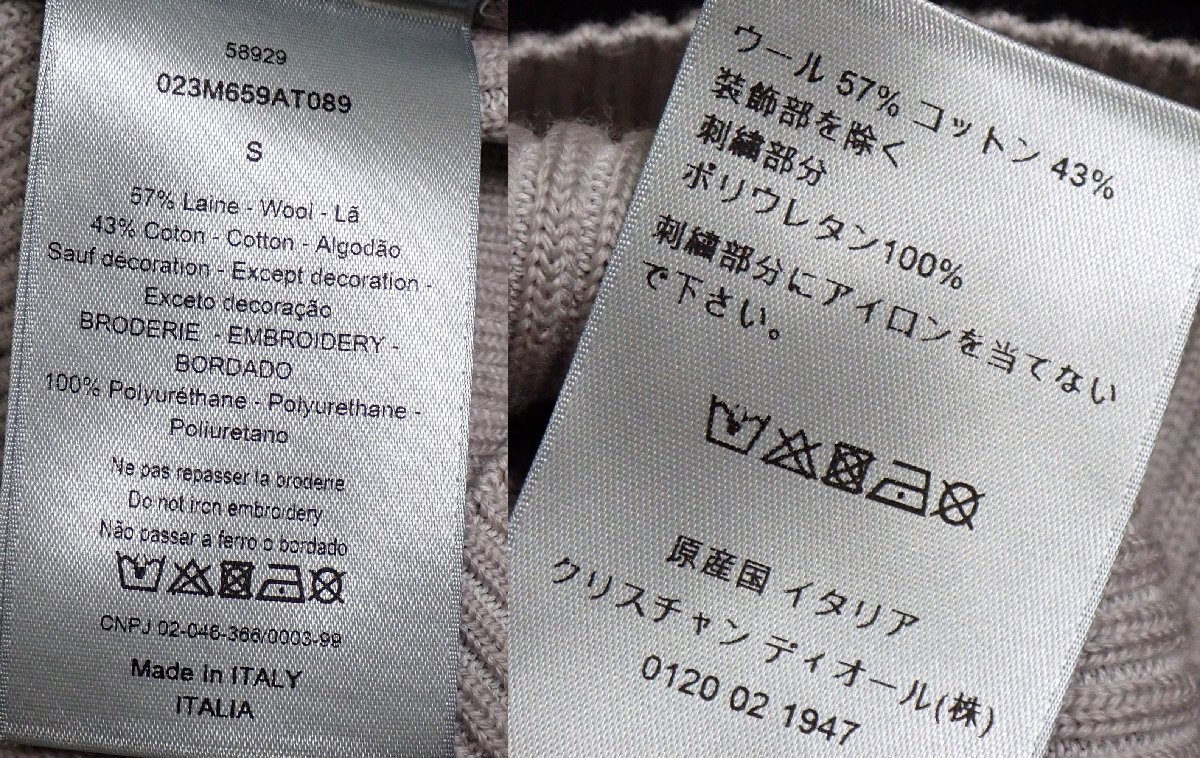 58929
023M659AT089
S
57% Laine - Wool - Lã
43% Coton - Cotton - Algodão
Sauf décoration - Except decoration -
Exceto decoração
BRODERIE - EMBROIDERY -
BORDADO
100% Polyuréthane - Polyurethane -
Poliuretano
Ne pas repasser la broderie
Do not iron embroidery
Não passar a ferro o bordado
CNPJ 02-046-366/0003-99
Made in ITALY
ITALIA
ウール 57% コットン 43%
装飾部を除く
刺繍部分
ポリウレタン100%
刺繍部分にアイロンを当てない
で下さい。
原産国 イタリア
クリスチャン ディオール(株)
0120 02 1947